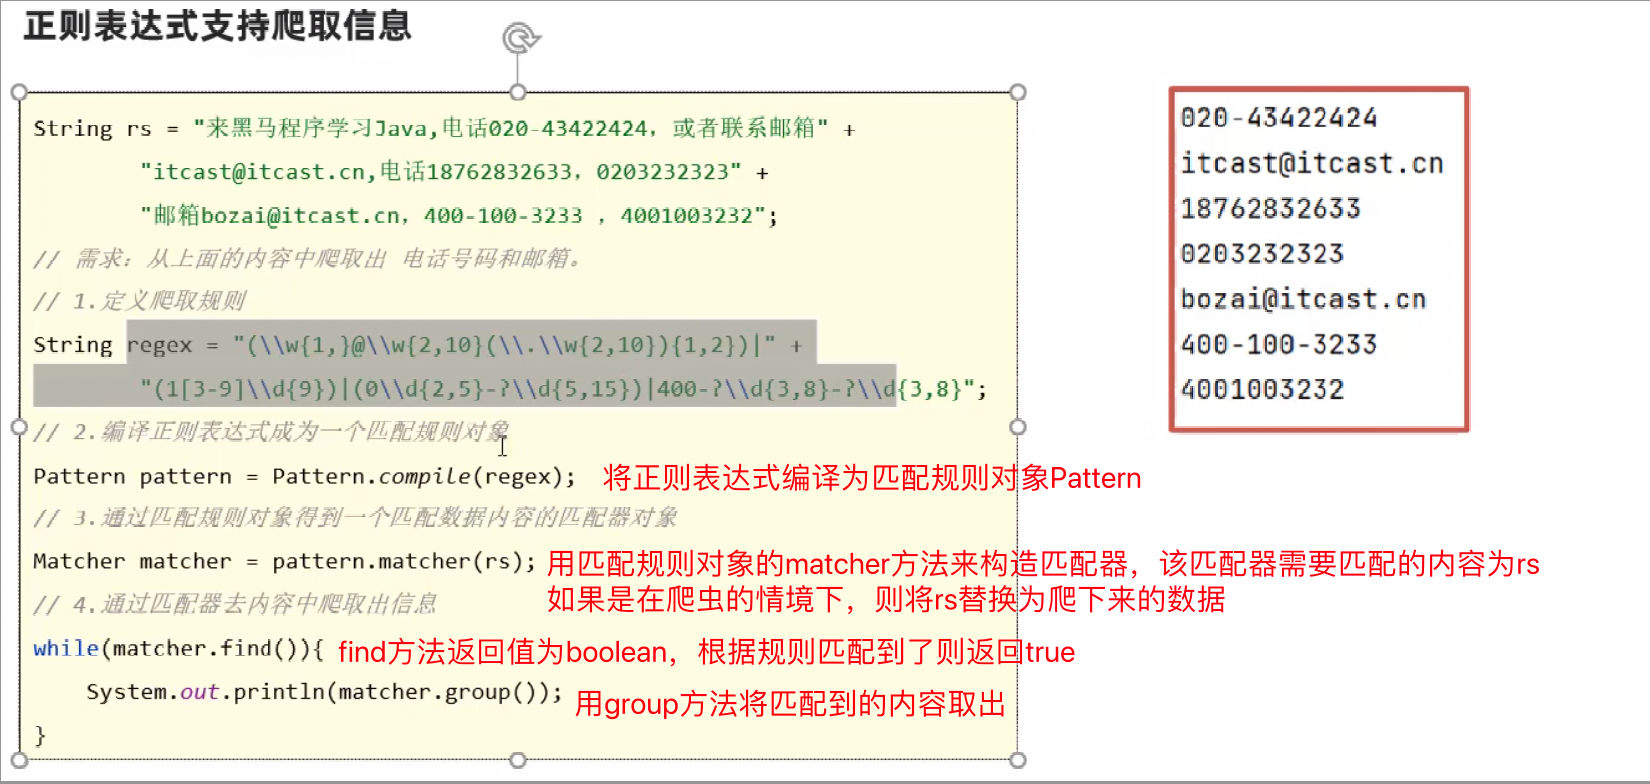 正则表达式支持爬取信息
String rs = "来黑马程序学习Java,电话020-43422424，或者联系邮箱" +
"itcast@itcast.cn,电话18762832633，0203232323" +
"邮箱bozai@itcast.cn，400-100-3233 ，4001003232";
// 需求：从上面的内容中爬取出 电话号码和邮箱。
// 1.定义爬取规则
String regex = "(\\w{1,}@\\w{2,10}(\\.\\w{2,10}){1,2})|" +
"(1[3-9]\\d{9})|(0\\d{2,5}-?\\d{5,15})|400-?\\d{3,8}-?\\d{3,8}";
// 2.编译正则表达式成为一个匹配规则对象
Pattern pattern = Pattern.compile(regex); 将正则表达式编译为匹配规则对象Pattern
// 3.通过匹配规则对象得到一个匹配数据内容的匹配器对象
Matcher matcher = pattern.matcher(rs); 用匹配规则对象的matcher方法来构造匹配器，该匹配器需要匹配的内容为rs
如果是在爬虫的情境下，则将rs替换为爬下来的数据
// 4.通过匹配器去内容中爬取出信息
while(matcher.find()){ find方法返回值为boolean，根据规则匹配到了则返回true
System.out.println(matcher.group()); 用group方法将匹配到的内容取出
}
020-43422424
itcast@itcast.cn
18762832633
0203232323
bozai@itcast.cn
400-100-3233
4001003232